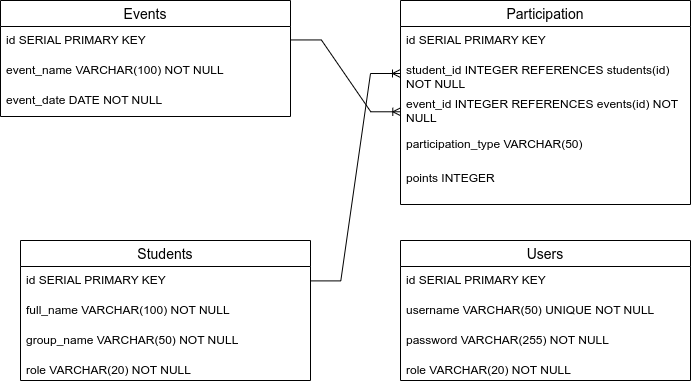 Events
id SERIAL PRIMARY KEY
event_name VARCHAR(100) NOT NULL
event_date DATE NOT NULL
Participation
id SERIAL PRIMARY KEY
student_id INTEGER REFERENCES students(id)
NOT NULL
event_id INTEGER REFERENCES events(id) NOT
NULL
participation_type VARCHAR(50)
points INTEGER
Students
id SERIAL PRIMARY KEY
full_name VARCHAR(100) NOT NULL
group_name VARCHAR(50) NOT NULL
role VARCHAR(20) NOT NULL
Users
id SERIAL PRIMARY KEY
username VARCHAR(50) UNIQUE NOT NULL
password VARCHAR(255) NOT NULL
role VARCHAR(20) NOT NULL